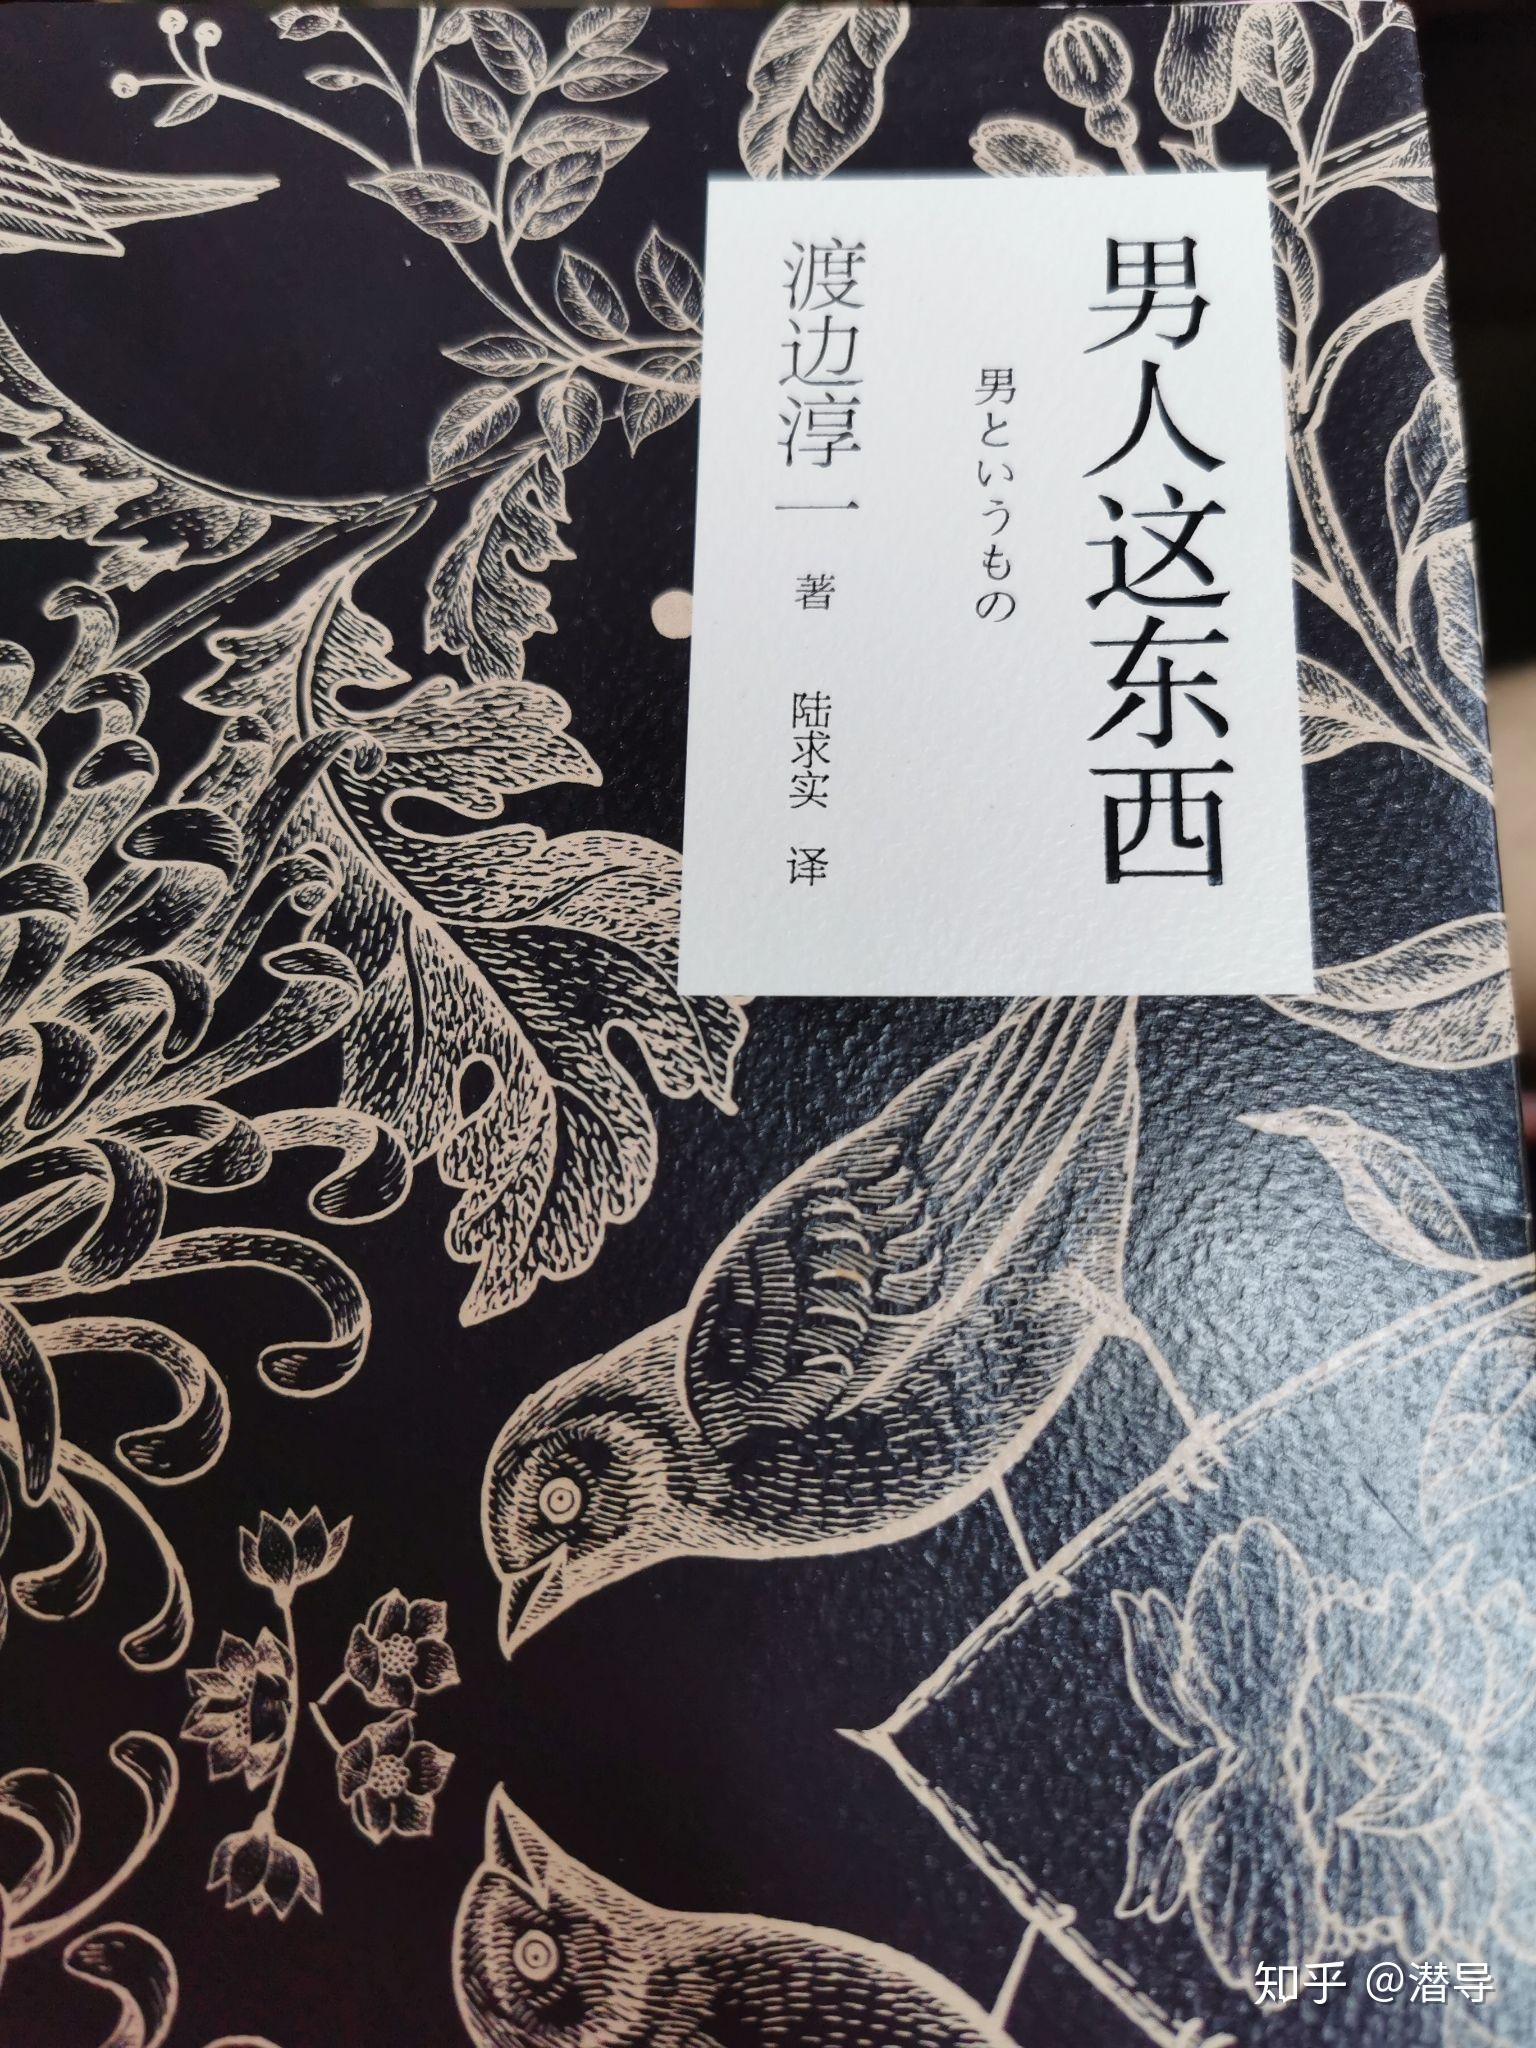 男人这东西
男というもの
渡边淳一 著 陆求实 译
知乎 @潜导